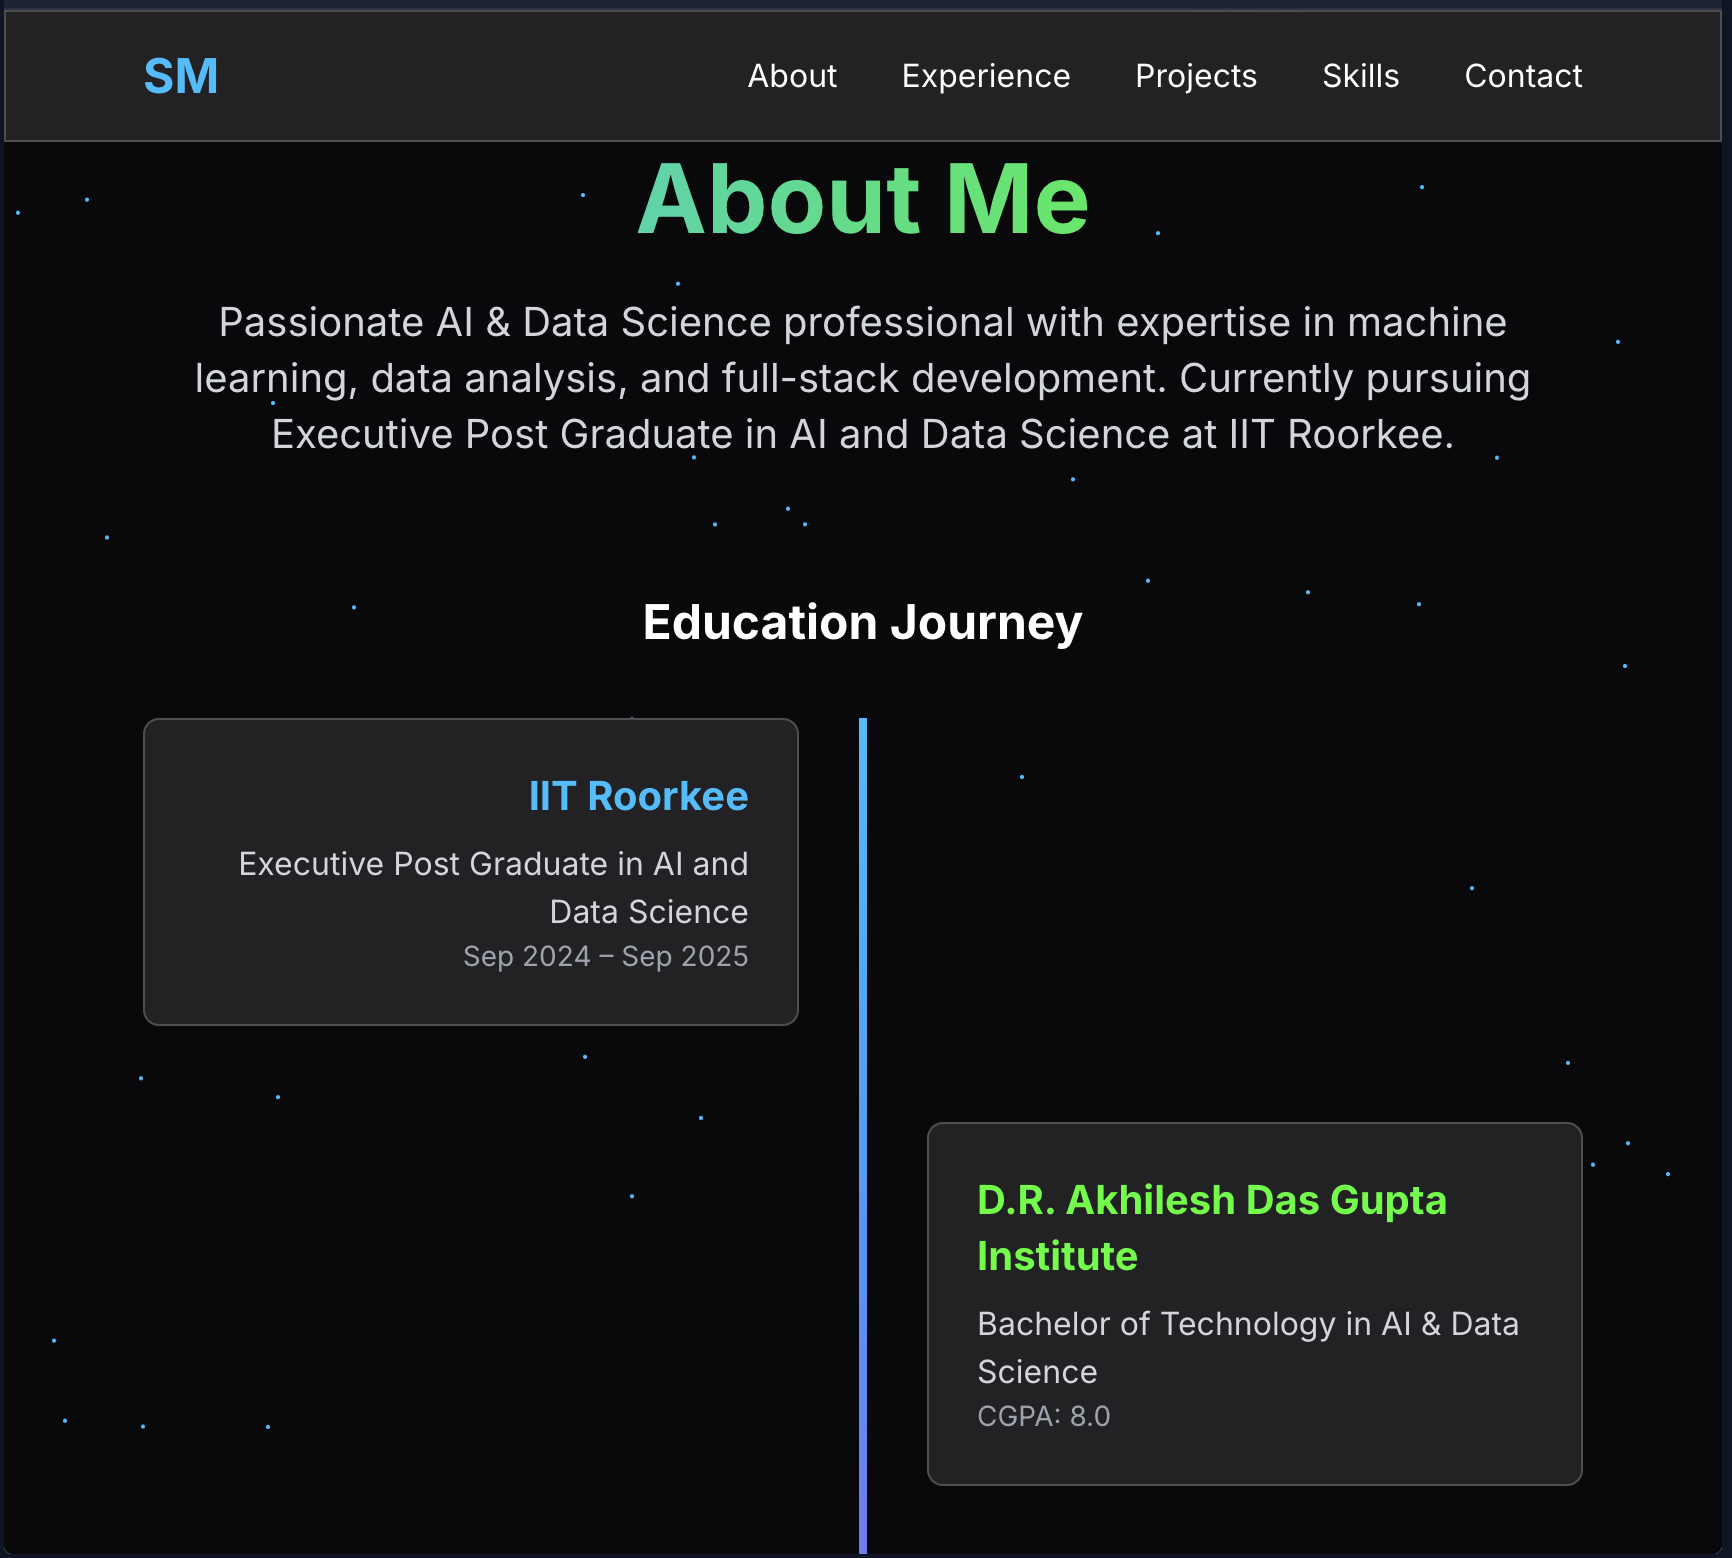 SM
About Experience Projects Skills Contact
About Me
Passionate AI & Data Science professional with expertise in machine
learning, data analysis, and full-stack development. Currently pursuing
Executive Post Graduate in AI and Data Science at IIT Roorkee.
Education Journey
IIT Roorkee
Executive Post Graduate in AI and
Data Science
Sep 2024 – Sep 2025
D.R. Akhilesh Das Gupta
Institute
Bachelor of Technology in AI & Data
Science
CGPA: 8.0